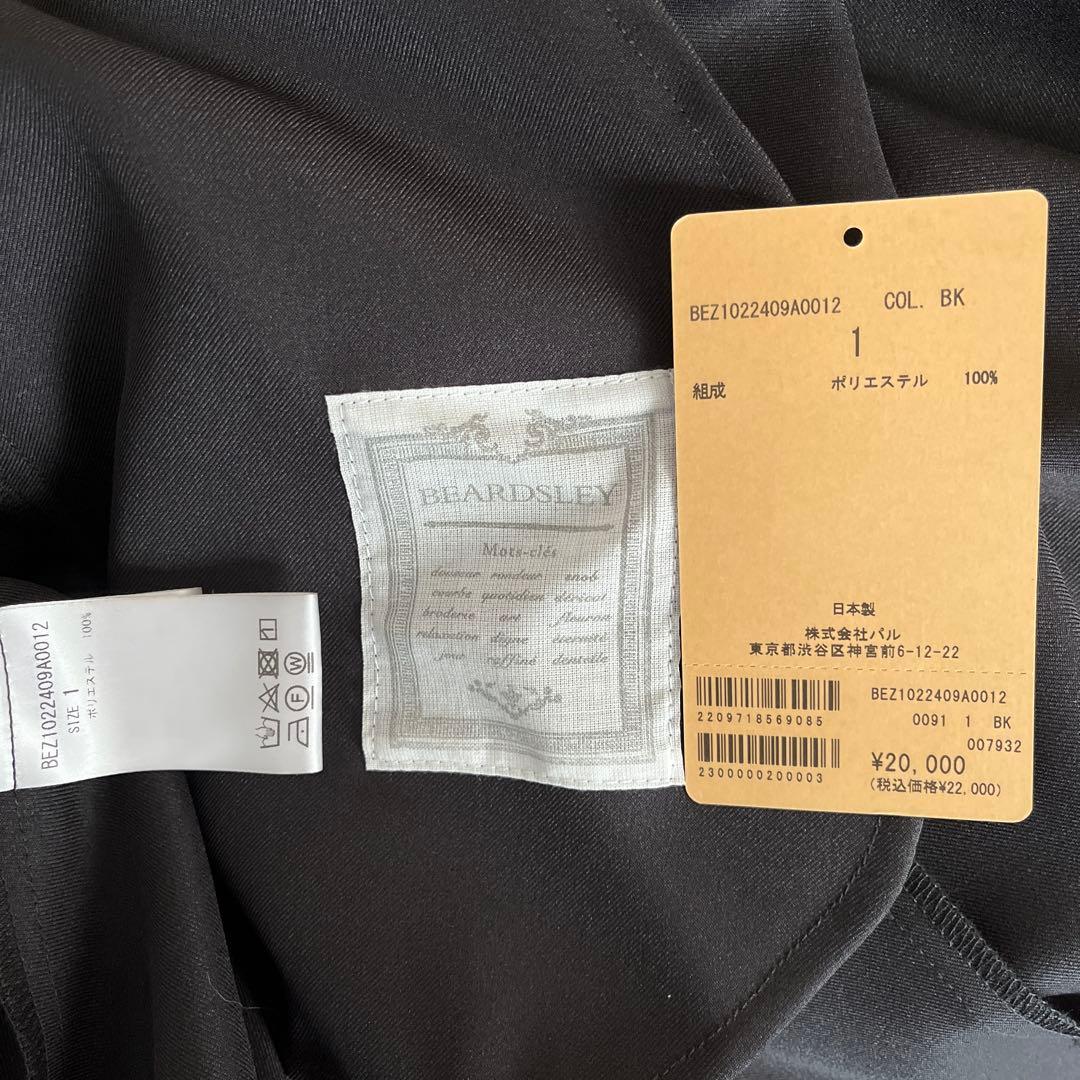 BEZ1022409A0012 COL. BK
1
組成 ポリエステル 100%
日本製
株式会社パル
東京都渋谷区神宮前6-12-22
BEZ1022409A0012
2209718569085
0091 1 BK
007932
¥20,000
2300000200003
(税込価格¥22,000)
BEARDSLEY
Mots-clés
douceur rondeur snob
courbe quotidien dernier
broderie art fleuron
relaxation digne éternité
jour raffiné dentelle
BEZ1022409A0012
SIZE 1
ポリエステル 100%